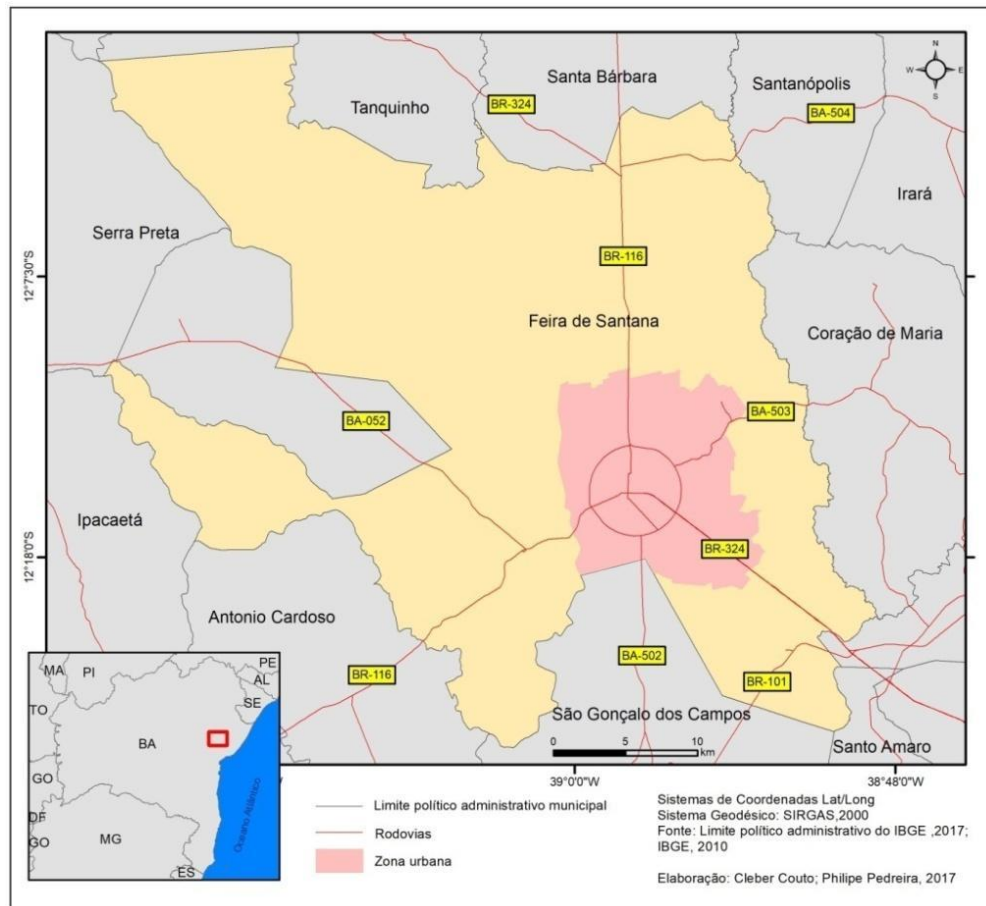 N
W E
S
Santa Bárbara
Santanópolis
Tanquinho
BR-324
BA-504
Irará
Serra Preta
12°7'30"S
BR-116
Feira de Santana
Coração de Maria
BA-503
BA-052
Ipacaetá
12°18'0"S
BR-324
Antonio Cardoso
BA-502
BR-116
BR-101
São Gonçalo dos Campos
Santo Amaro
0 5 10
km
39°0'0"W
38°48'0"W
MA
PI
PE
AL
SE
TO
BA
GO
DF
GO
MG
ES
Oceano Atlântico
Limite político administrativo municipal
Rodovias
Zona urbana
Sistemas de Coordenadas Lat/Long
Sistema Geodésico: SIRGAS,2000
Fonte: Limite político administrativo do IBGE ,2017;
IBGE, 2010
Elaboração: Cleber Couto; Philipe Pedreira, 2017